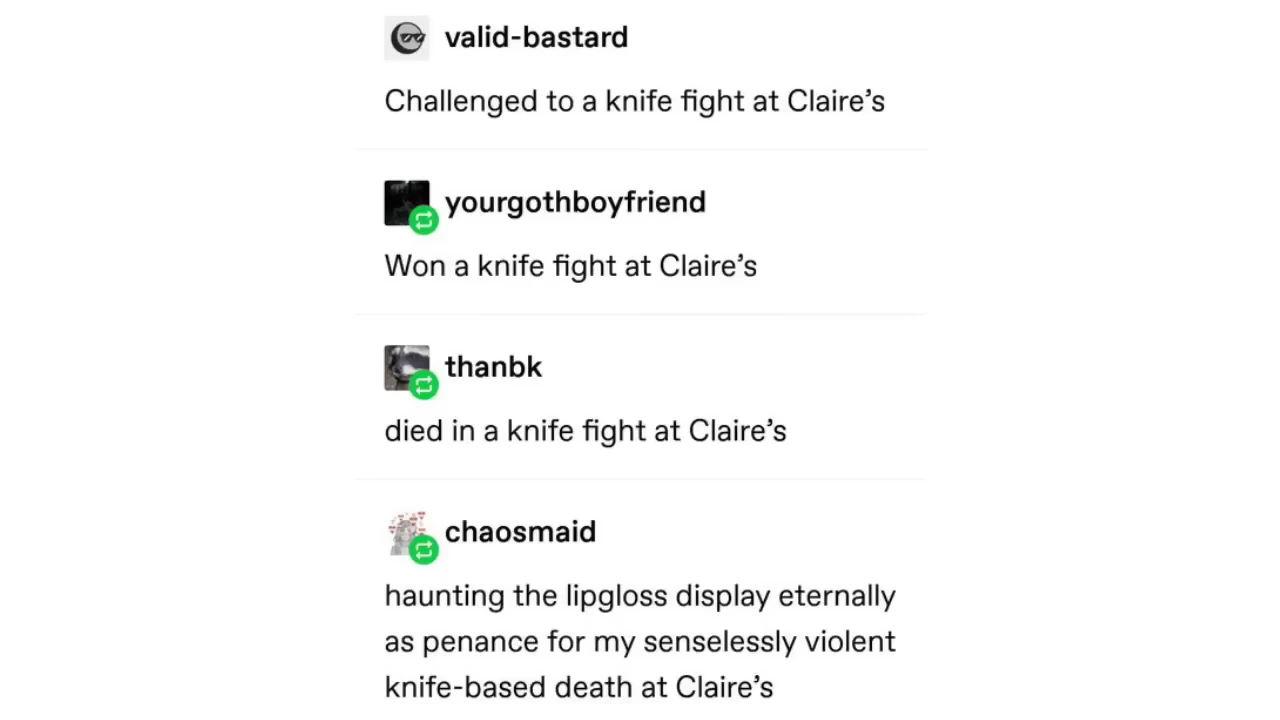 valid-bastard
Challenged to a knife fight at Claire’s
yourgothboyfriend
Won a knife fight at Claire’s
thanbk
died in a knife fight at Claire’s
chaosmaid
haunting the lipgloss display eternally
as penance for my senselessly violent
knife-based death at Claire’s